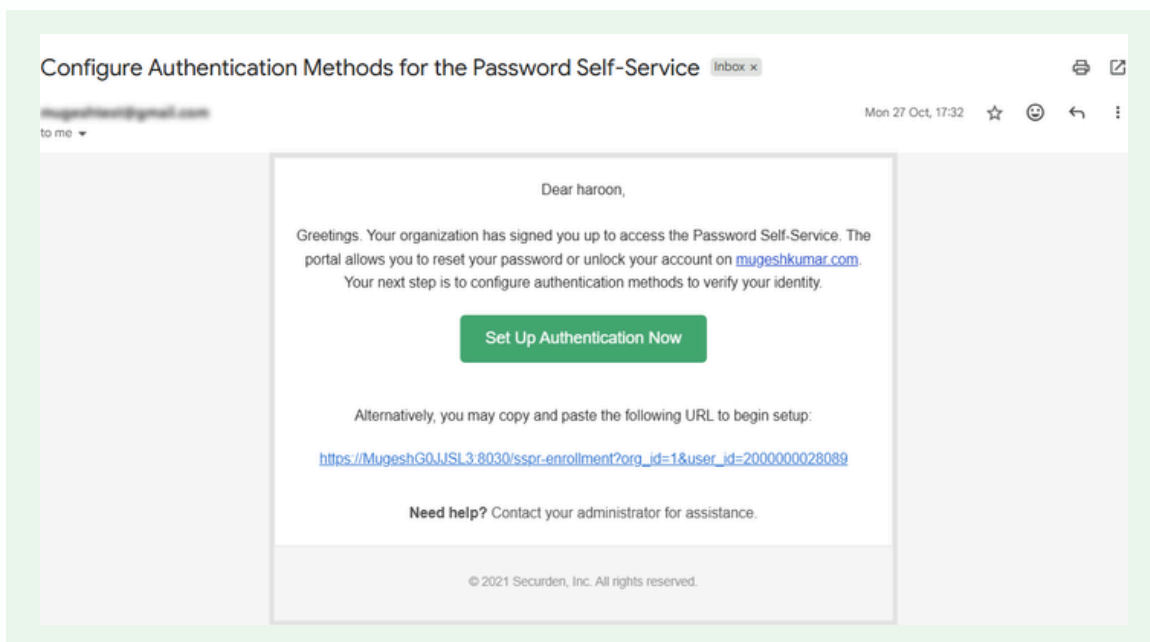 Configure Authentication Methods for the Password Self-Service Inbox x
Mon 27 Oct, 17:32
to me
Dear haroon,
Greetings. Your organization has signed you up to access the Password Self-Service. The
portal allows you to reset your password or unlock your account on mugeshkumar.com.
Your next step is to configure authentication methods to verify your identity.
Set Up Authentication Now
Alternatively, you may copy and paste the following URL to begin setup:
https://MugeshG0JJSL3:8030/sspr-enrollment?org_id=1&user_id=2000000028089
Need help? Contact your administrator for assistance.
© 2021 Securden, Inc. All rights reserved.